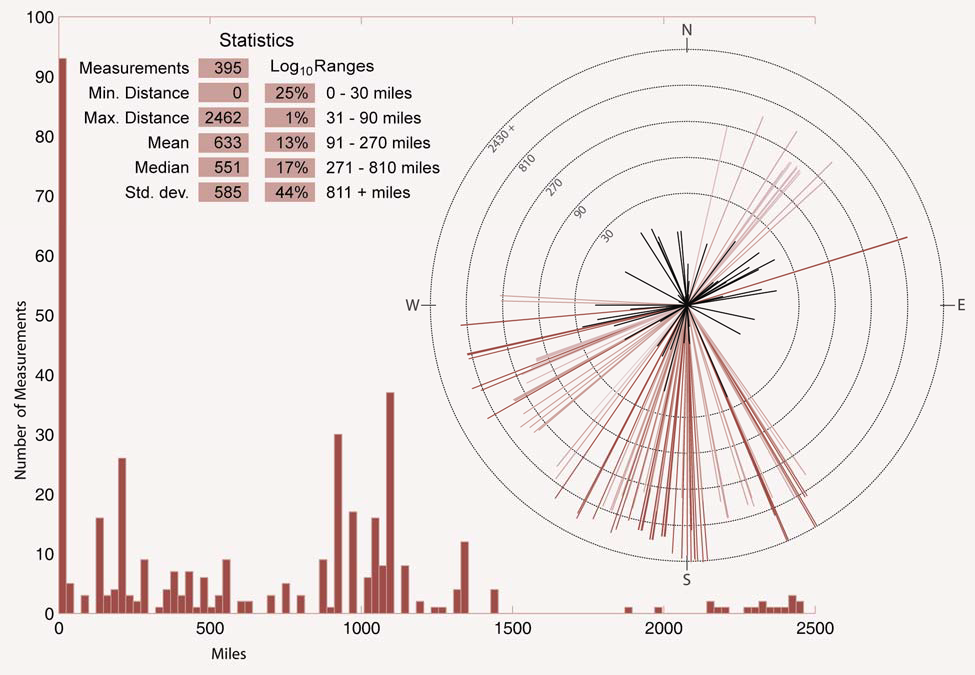 Statistics
Measurements 395 Log10Ranges
Min. Distance 0 25% 0 - 30 miles
Max. Distance 2462 1% 31 - 90 miles
Mean 633 13% 91 - 270 miles
Median 551 17% 271 - 810 miles
Std. dev. 585 44% 811 + miles
N
2430 +
810
270
90
30
W
E
S
Number of Measurements
100
90
80
70
60
50
40
30
20
10
0
0 500 1000 1500 2000 2500
Miles